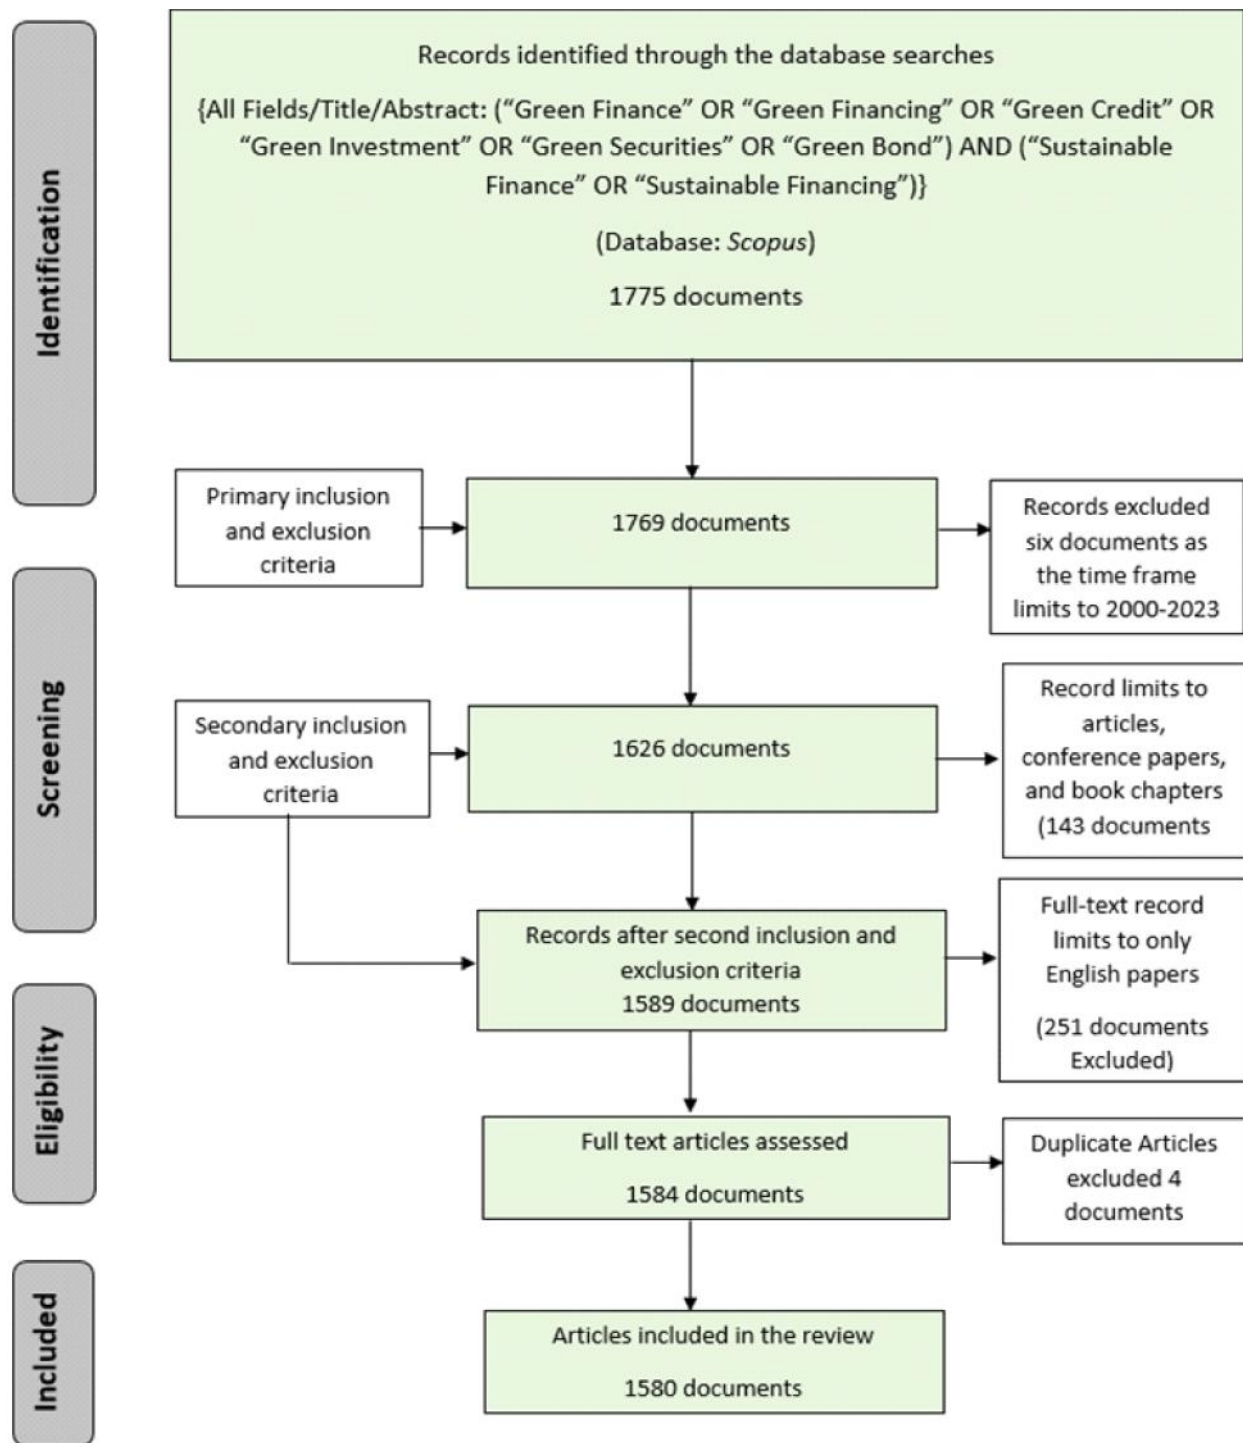 Identification
Records identified through the database searches
{All Fields/Title/Abstract: (“Green Finance” OR “Green Financing” OR “Green Credit” OR
“Green Investment” OR “Green Securities” OR “Green Bond”) AND (“Sustainable
Finance” OR “Sustainable Financing”)}
(Database: Scopus)
1775 documents
Primary inclusion
and exclusion
criteria
1769 documents
Records excluded
six documents as
the time frame
limits to 2000-2023
Screening
Secondary inclusion
and exclusion
criteria
1626 documents
Record limits to
articles,
conference papers,
and book chapters
(143 documents
Records after second inclusion and
exclusion criteria
1589 documents
Full-text record
limits to only
English papers
(251 documents
Excluded)
Eligibility
Full text articles assessed
1584 documents
Duplicate Articles
excluded 4
documents
Included
Articles included in the review
1580 documents